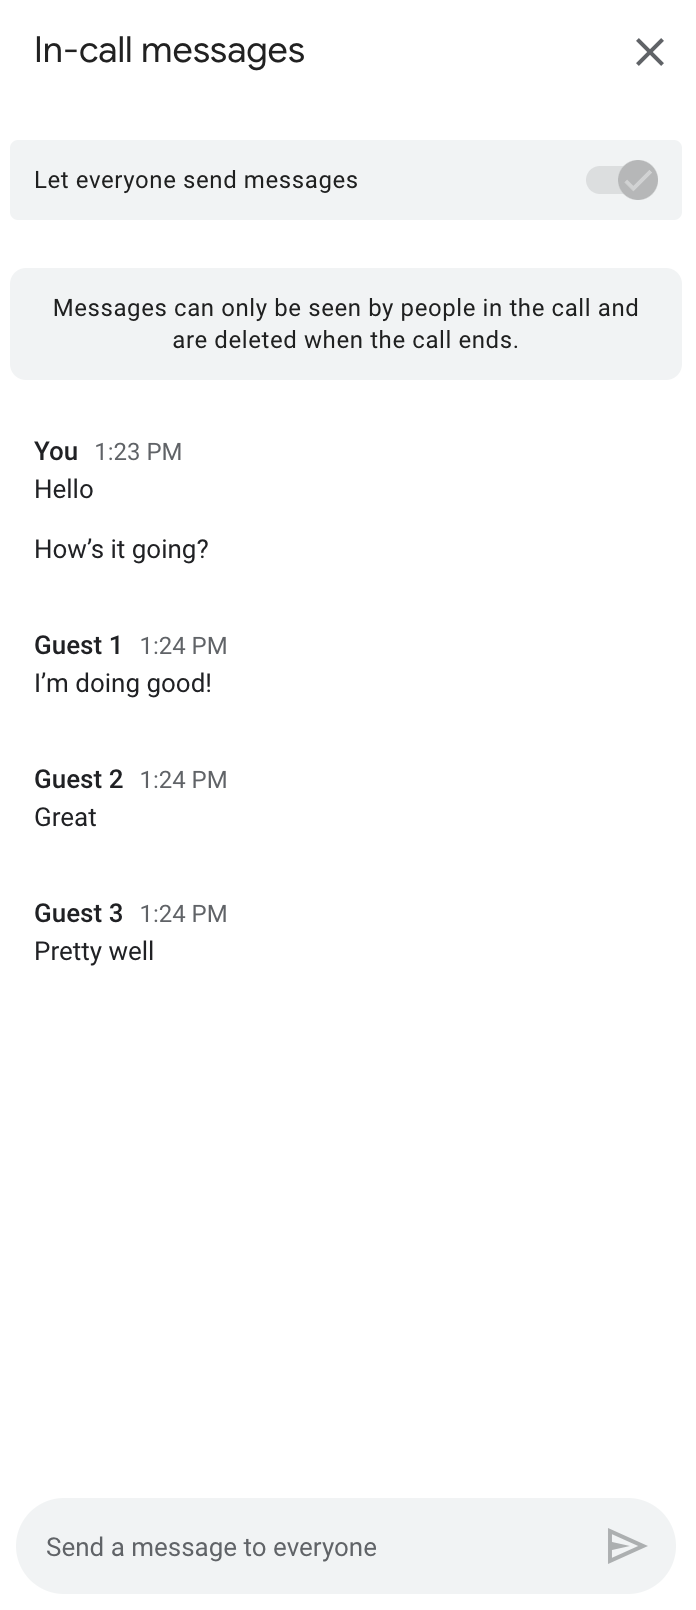 In-call messages
Let everyone send messages
Messages can only be seen by people in the call and
are deleted when the call ends.
You 1:23 PM
Hello
How’s it going?
Guest 1 1:24 PM
I’m doing good!
Guest 2 1:24 PM
Great
Guest 3 1:24 PM
Pretty well
Send a message to everyone